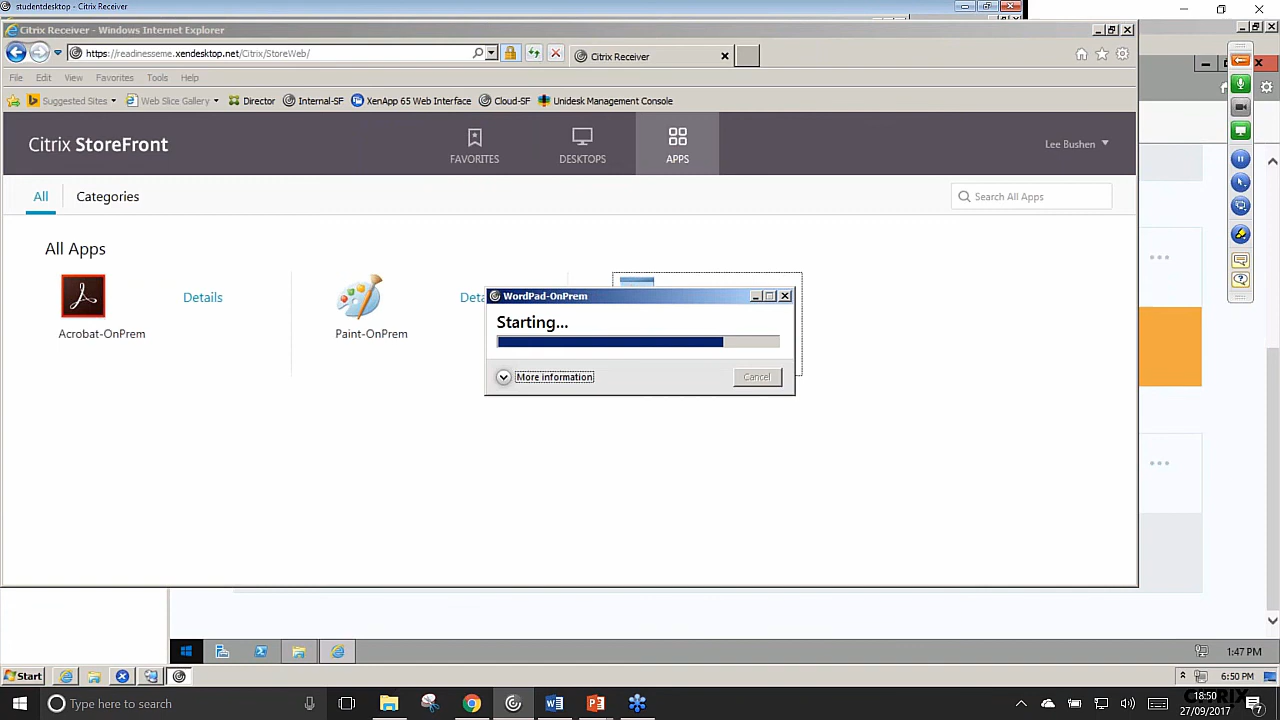 studentdesktop - Citrix Receiver
Citrix Receiver - Windows Internet Explorer
https://readinesseme.xendesktop.net/Citrix/StoreWeb/
Citrix Receiver
File Edit View Favorites Tools Help
Suggested Sites Web Slice Gallery Director Internal-SF XenApp 65 Web Interface Cloud-SF Unidesk Management Console
Citrix StoreFront
FAVORITES
DESKTOPS
APPS
Lee Bushen
All
Categories
Search All Apps
All Apps
Details
Acrobat-OnPrem
Paint-OnPrem
WordPad-OnPrem
Starting...
More information
Cancel
1:47 PM
Start
6:50 PM
Type here to search
18:50
27/09/2017
CITRIX